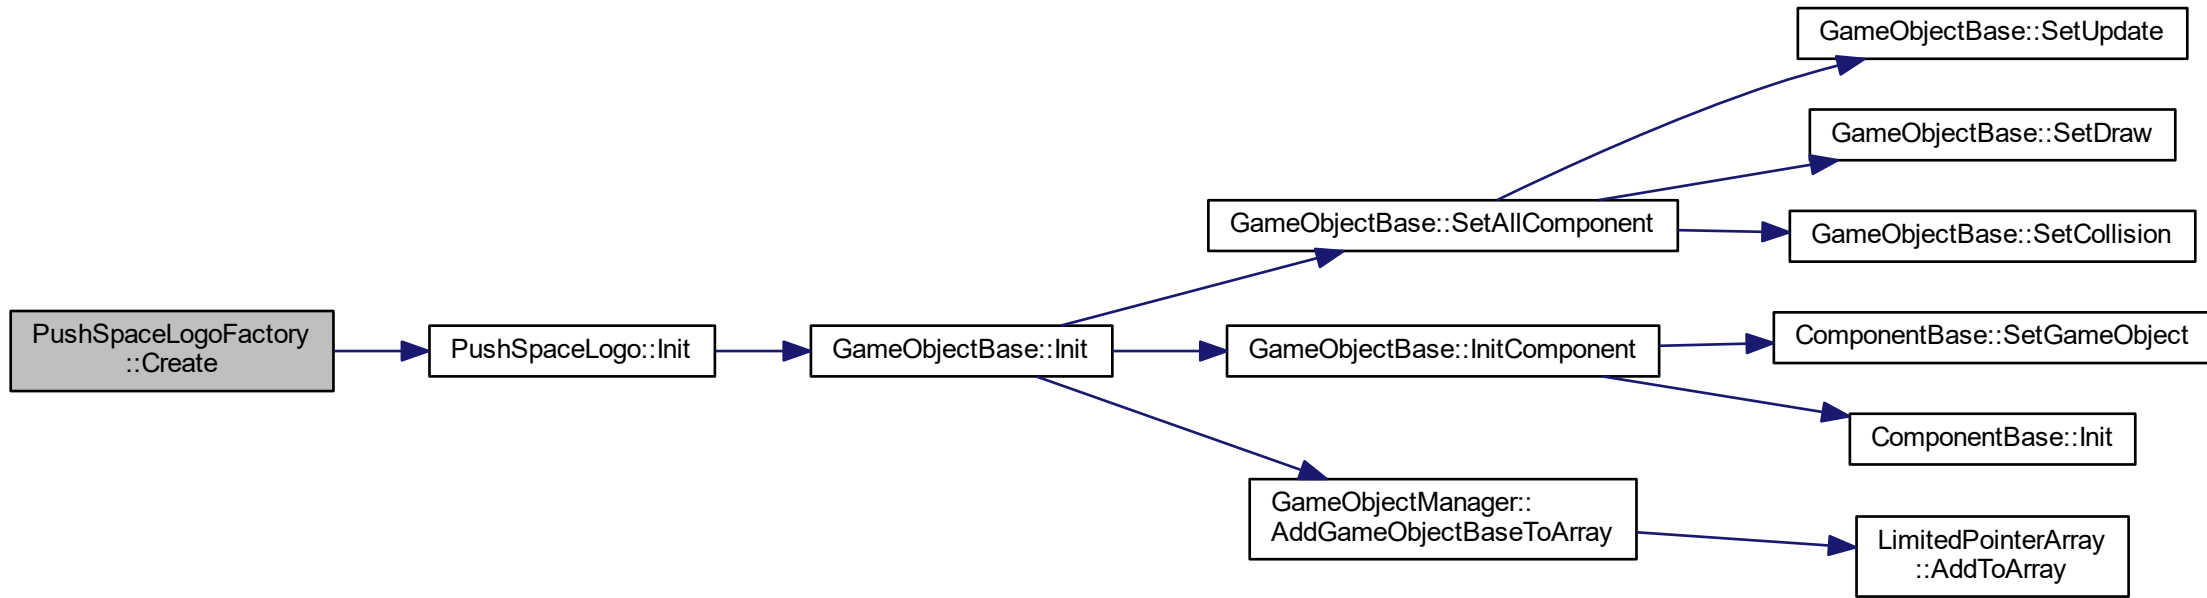 GameObjectBase::SetUpdate
GameObjectBase::SetDraw
GameObjectBase::SetAllComponent
GameObjectBase::SetCollision
PushSpaceLogoFactory
::Create
PushSpaceLogo::Init
GameObjectBase::Init
GameObjectBase::InitComponent
ComponentBase::SetGameObject
ComponentBase::Init
GameObjectManager::
AddGameObjectBaseToArray
LimitedPointerArray
::AddToArray